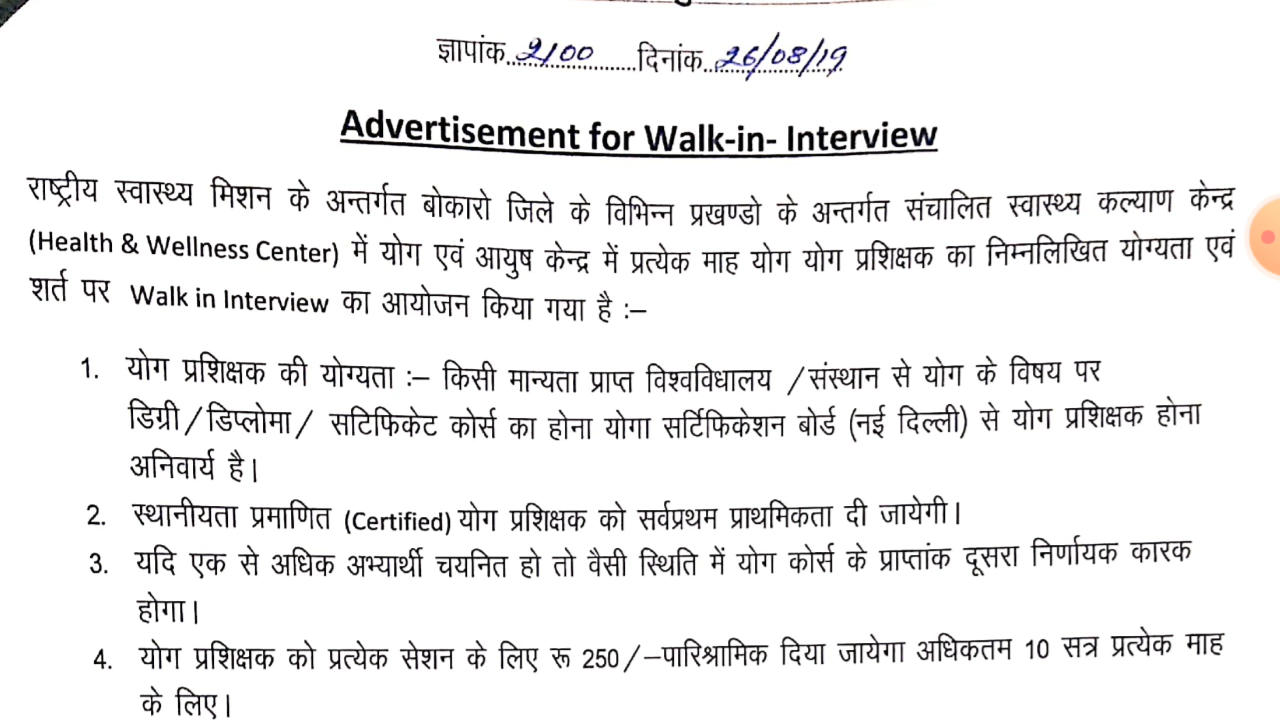 ज्ञापांक 2100 दिनांक 26/08/19
Advertisement for Walk-in- Interview
राष्ट्रीय स्वास्थ्य मिशन के अन्तर्गत बोकारो जिले के विभिन्न प्रखण्डो के अन्तर्गत संचालित स्वास्थ्य कल्याण केन्द्र
(Health & Wellness Center) में योग एवं आयुष केन्द्र में प्रत्येक माह योग योग प्रशिक्षक का निम्नलिखित योग्यता एवं
शर्त पर Walk in Interview का आयोजन किया गया है :–
1. योग प्रशिक्षक की योग्यता :– किसी मान्यता प्राप्त विश्वविधालय /संस्थान से योग के विषय पर
डिग्री/डिप्लोमा/ सटिफिकेट कोर्स का होना योगा सर्टिफिकेशन बोर्ड (नई दिल्ली) से योग प्रशिक्षक होना
अनिवार्य है।
2. स्थानीयता प्रमाणित (Certified) योग प्रशिक्षक को सर्वप्रथम प्राथमिकता दी जायेगी।
3. यदि एक से अधिक अभ्यार्थी चयनित हो तो वैसी स्थिति में योग कोर्स के प्राप्तांक दूसरा निर्णायक कारक
होगा।
4. योग प्रशिक्षक को प्रत्येक सेशन के लिए रू 250/–पारिश्रामिक दिया जायेगा अधिकतम 10 सत्र प्रत्येक माह
के लिए।